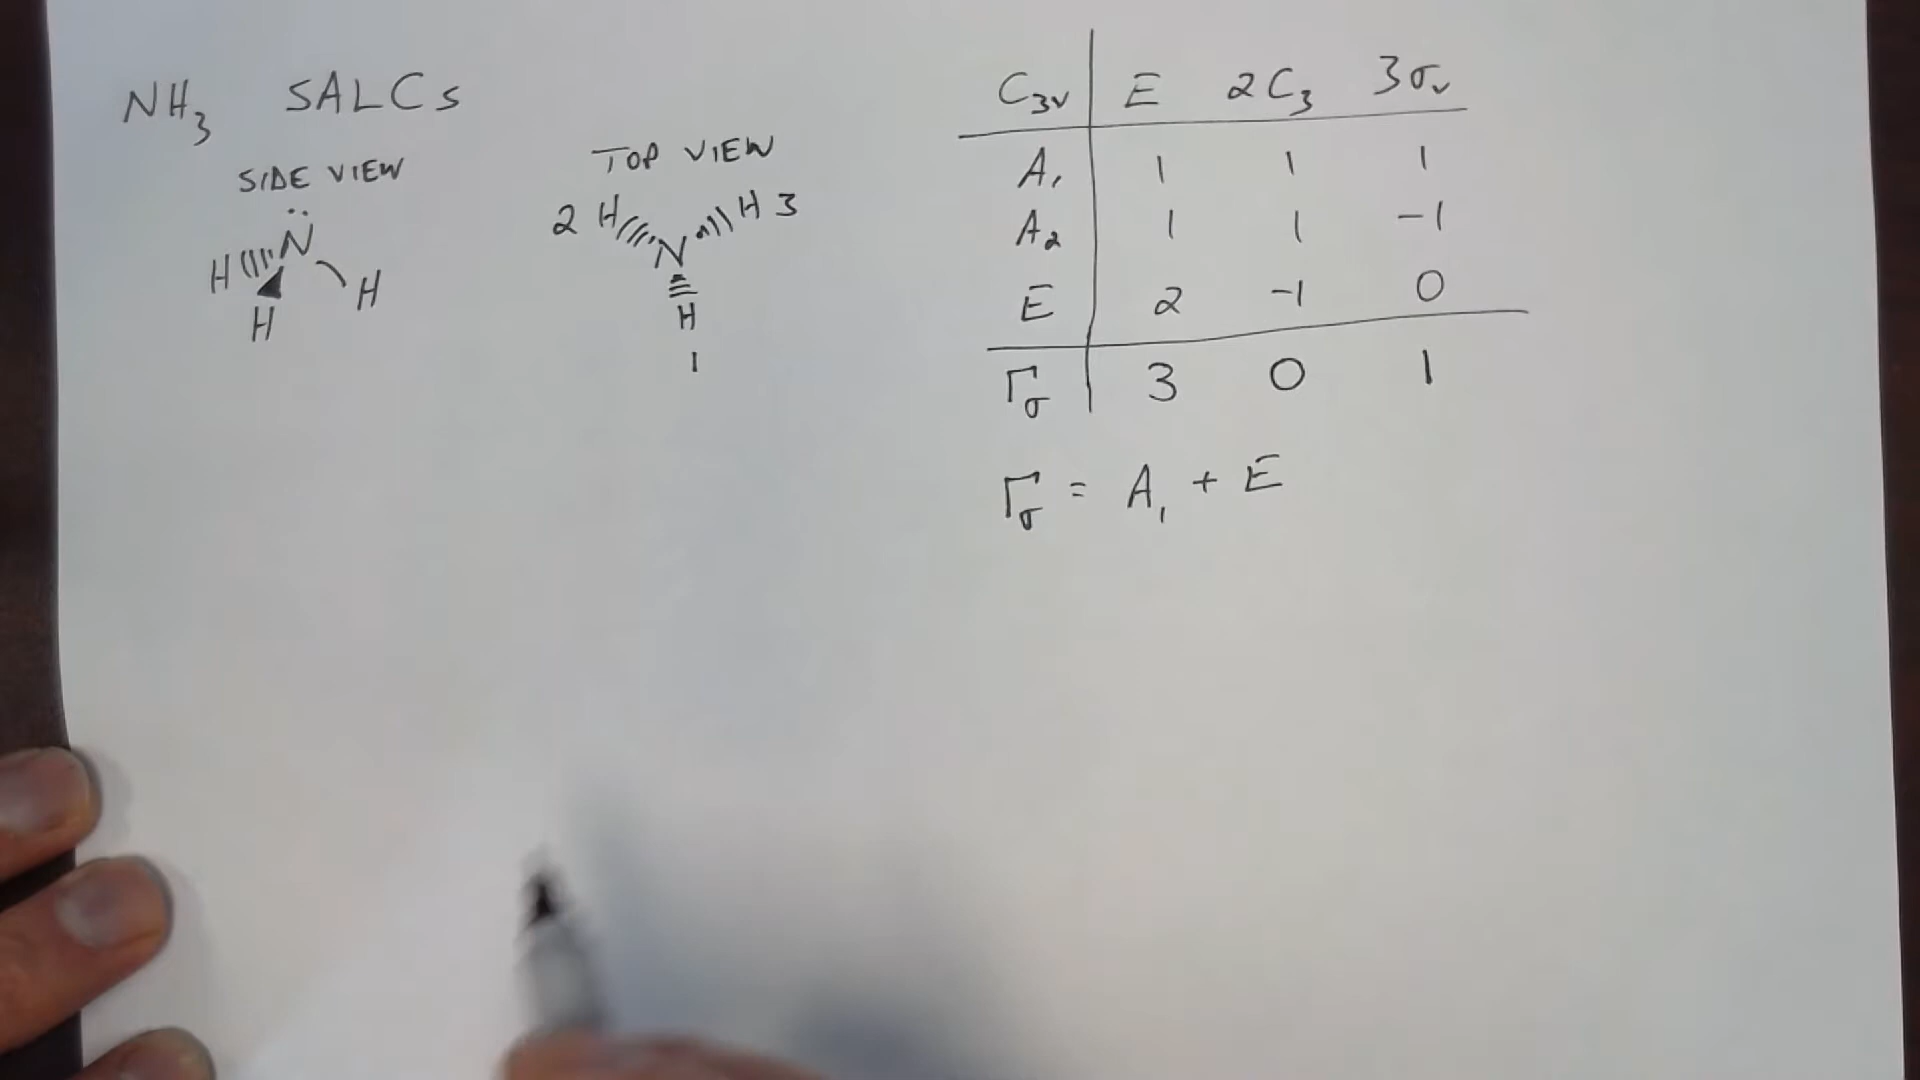 NH₃ SALCs
SIDE VIEW
N
H
H
H
TOP VIEW
2 H
H 3
N
H
1
C₃ᵥ E 2C₃ 3σᵥ
A₁ 1 1 1
A₂ 1 1 -1
E 2 -1 0
Γσ 3 0 1
Γσ = A₁ + E